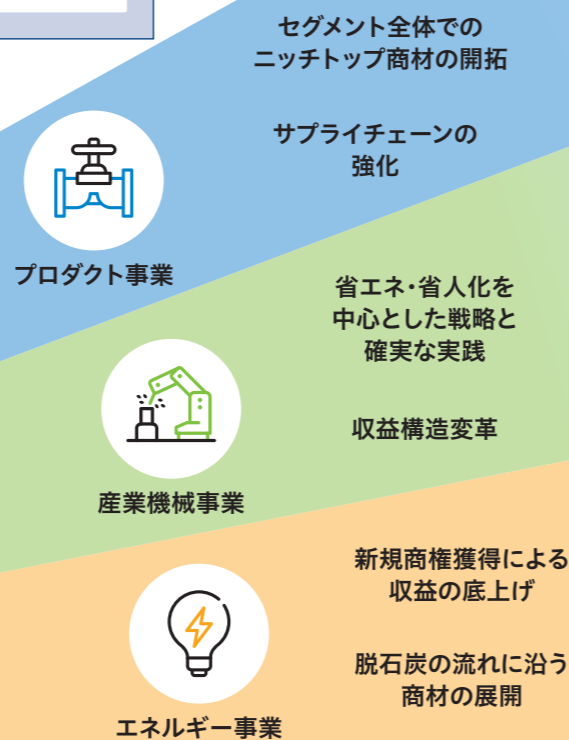 セグメント全体での
ニッチトップ商材の開拓
サプライチェーンの
強化
プロダクト事業
省エネ・省人化を
中心とした戦略と
確実な実践
収益構造変革
産業機械事業
新規商権獲得による
収益の底上げ
脱石炭の流れに沿う
商材の展開
エネルギー事業